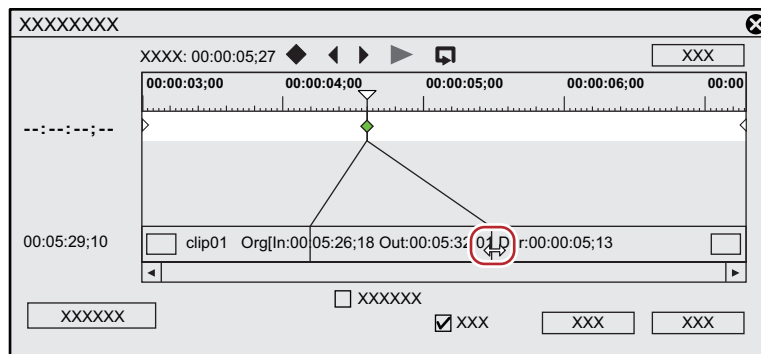 XXXXXXXX
XXXX: 00:00:05;27
XXX
00:00:03;00 00:00:04;00 00:00:05;00 00:00:06;00 00:00
--:--:--;--
00:05:29;10 clip01 Org[In:00:05:26;18 Out:00:05:32 01 D r:00:00:05;13
XXXXXX
XXXXXX
XXX XXX XXX